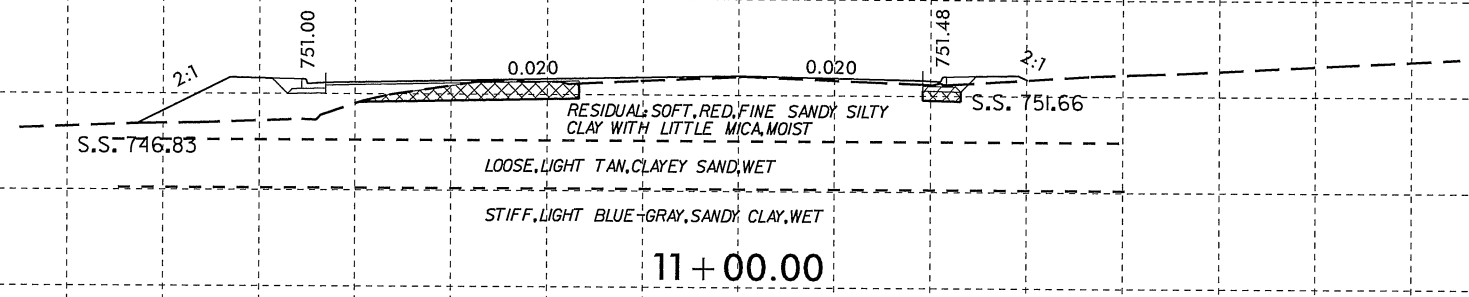 751.00
751.48
2:1
0.020
0.020
2:1
RESIDUAL:SOFT,RED,FINE SANDY SILTY
CLAY WITH LITTLE MICA,MOIST
S.S. 751.66
S.S. 746.83
LOOSE,LIGHT TAN,CLAYEY SAND,WET
STIFF,LIGHT BLUE-GRAY,SANDY CLAY,WET
11+00.00